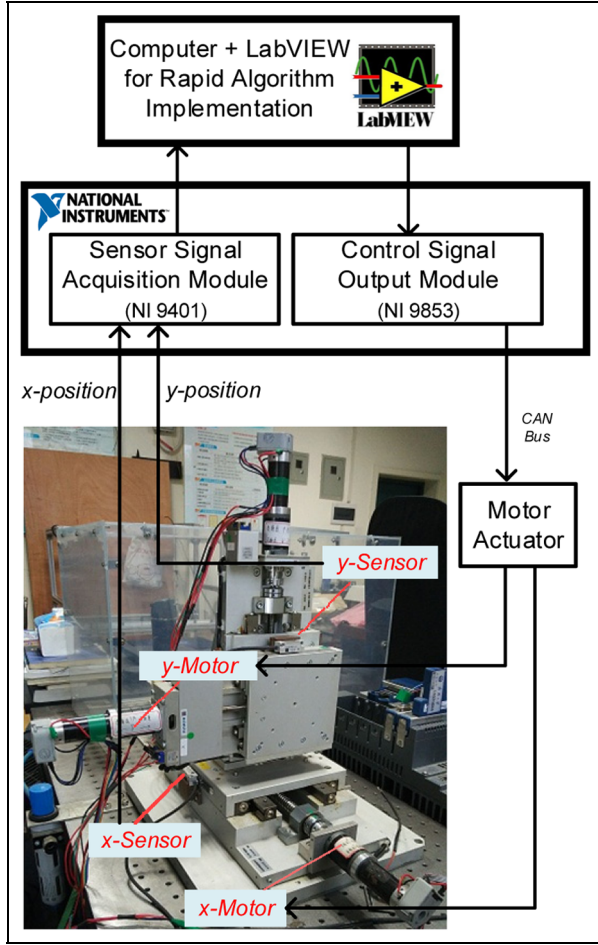 Computer + LabVIEW
for Rapid Algorithm
Implementation
LabVIEW
NATIONAL
INSTRUMENTS™
Sensor Signal
Acquisition Module
(NI 9401)
Control Signal
Output Module
(NI 9853)
x-position
y-position
CAN
Bus
Motor
Actuator
y-Sensor
y-Motor
x-Sensor
x-Motor